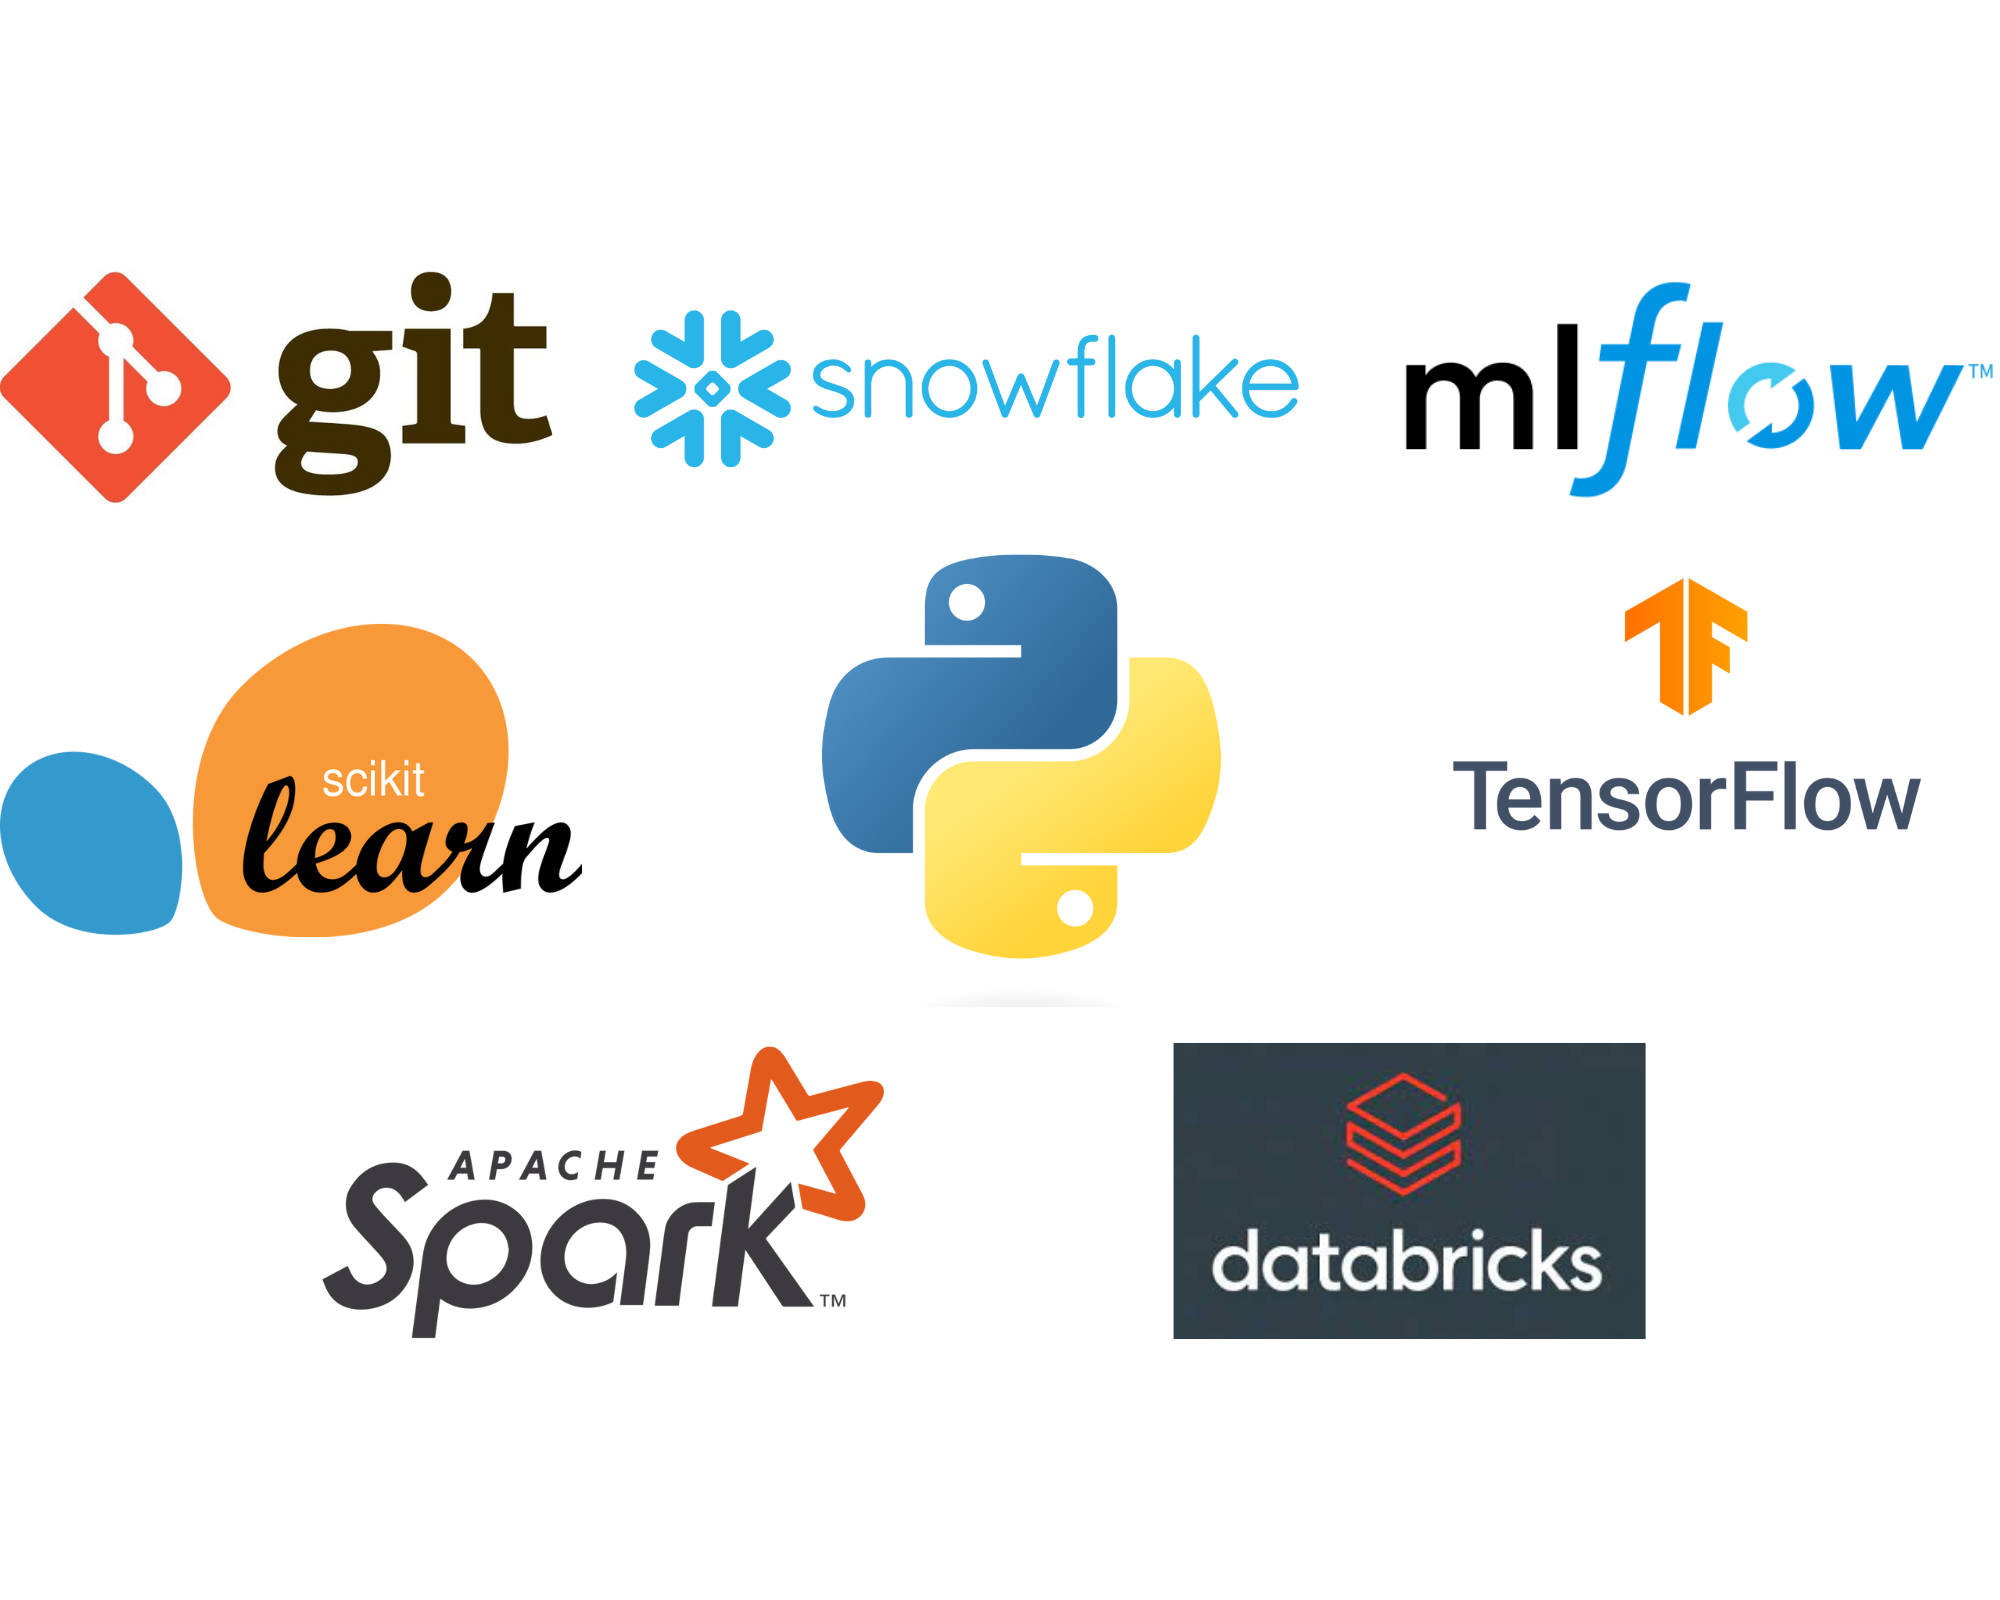 git
snowflake
mlflow™
scikit
learn
TensorFlow
APACHE
Spark™
databricks